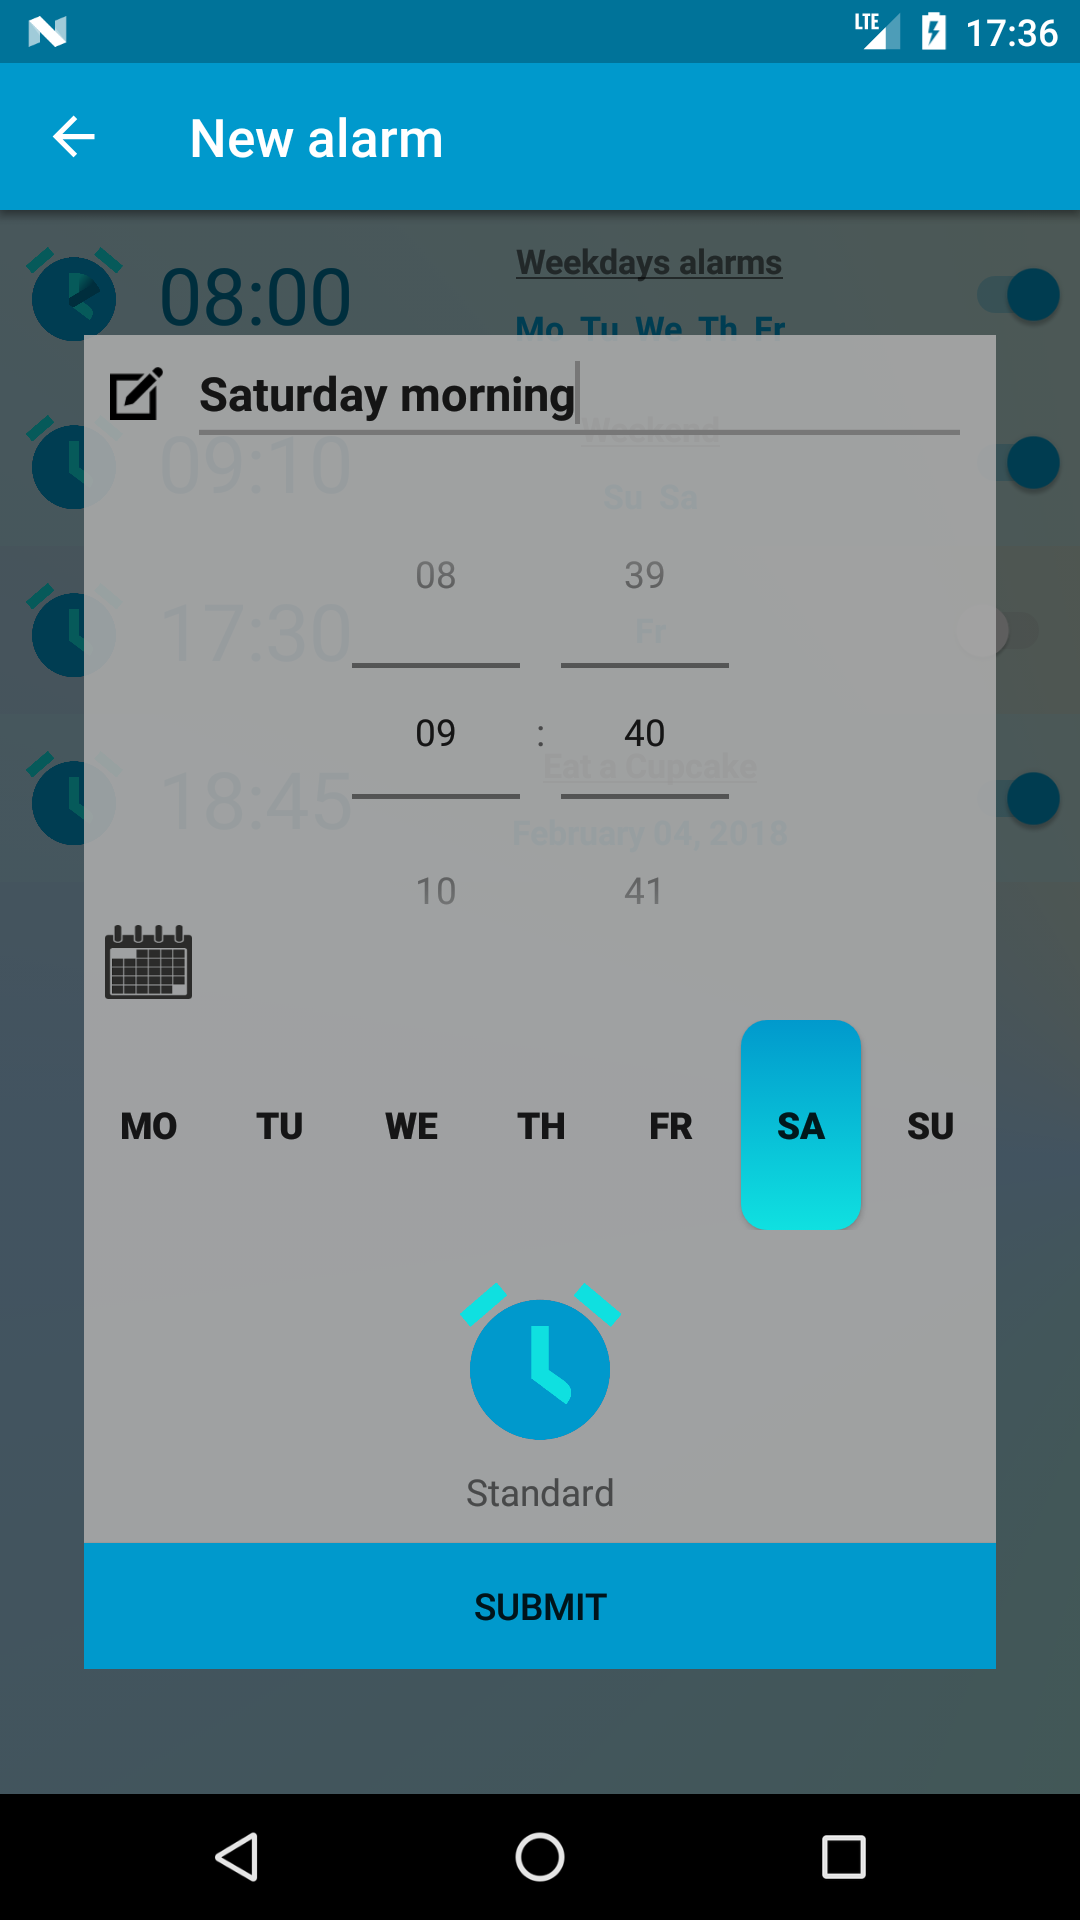 LTE 17:36
New alarm
08:00 Weekdays alarms
Mo Tu We Th Fr
Saturday morning
Weekend
09:10
Su Sa
08 39
17:30 Fr
09 : 40
Eat a Cupcake
18:45
February 04, 2018
10 41
MO TU WE TH FR SA SU
Standard
SUBMIT